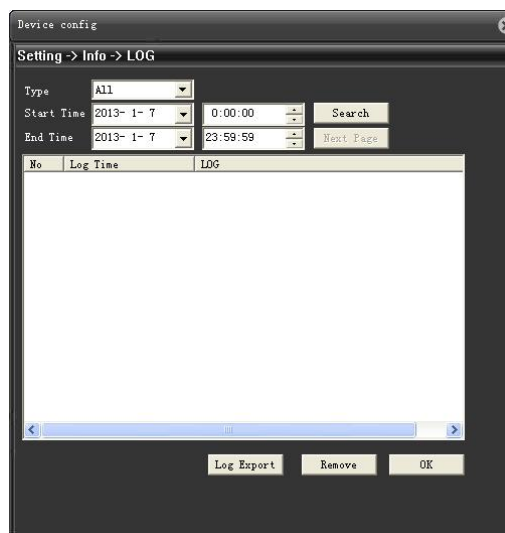 Device config
Setting -> Info -> LOG
Type All
Start Time 2013- 1- 7 0:00:00 Search
End Time 2013- 1- 7 23:59:59 Next Page
No Log Time LOG
Log Export Remove OK